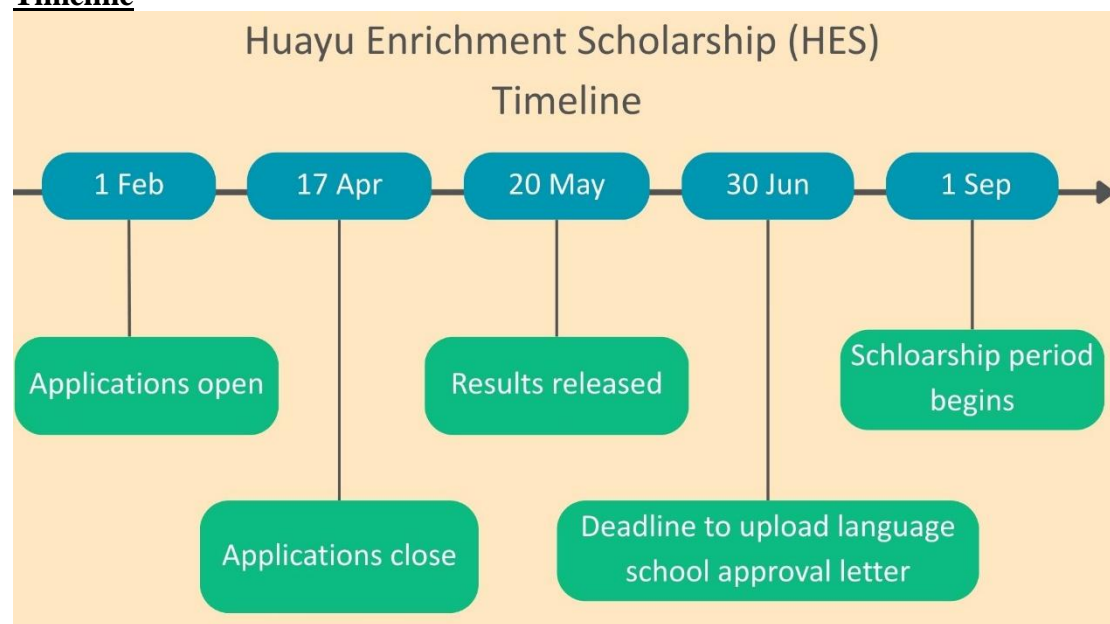 Timeline
Huayu Enrichment Scholarship (HES)
Timeline
1 Feb
17 Apr
20 May
30 Jun
1 Sep
Applications open
Results released
Schloarship period
begins
Applications close
Deadline to upload language
school approval letter